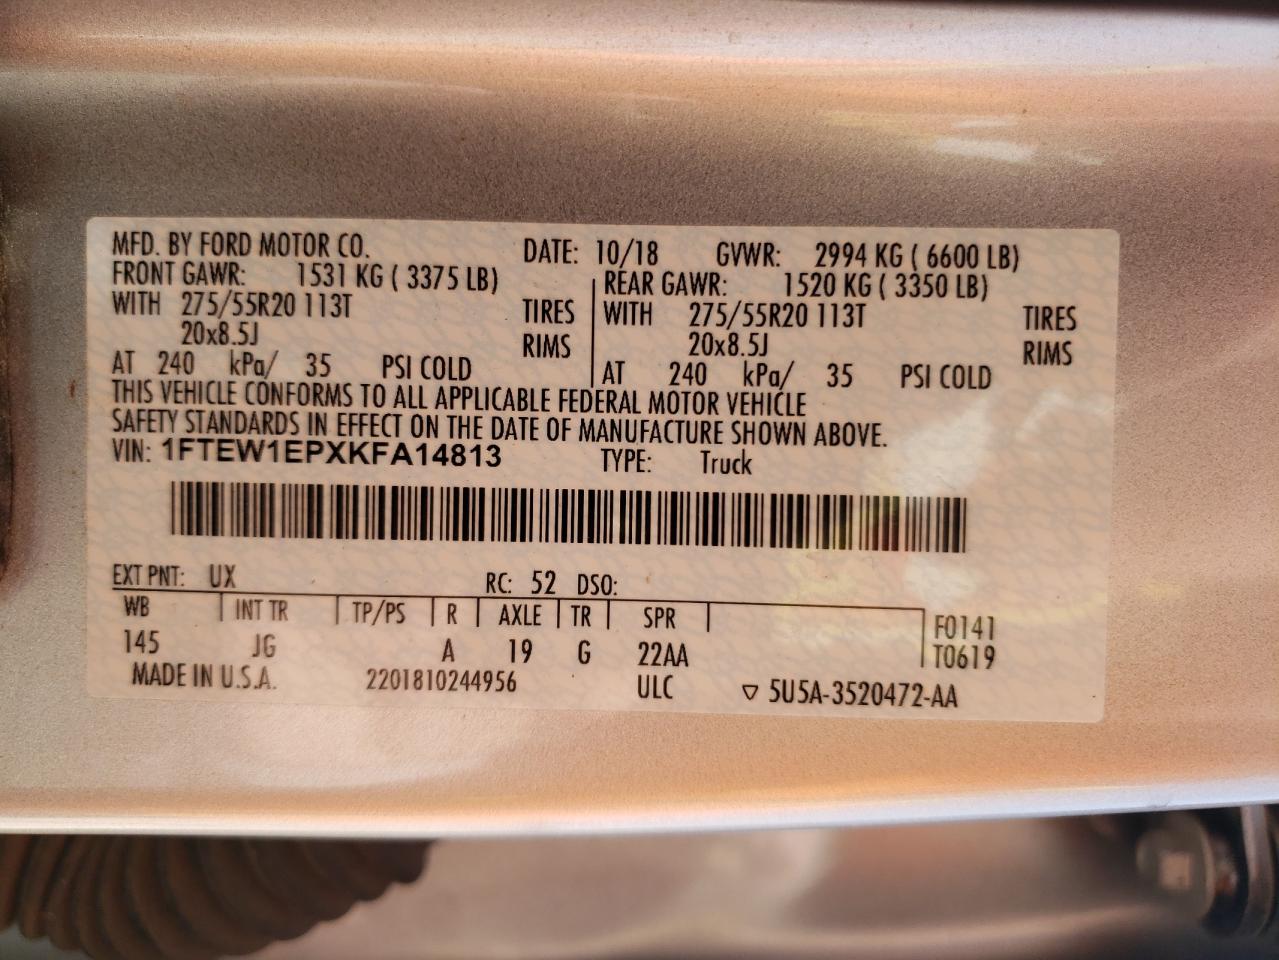 MFD. BY FORD MOTOR CO. DATE: 10/18 GVWR: 2994 KG ( 6600 LB)
FRONT GAWR: 1531 KG ( 3375 LB) REAR GAWR: 1520 KG ( 3350 LB)
WITH 275/55R20 113T TIRES WITH 275/55R20 113T TIRES
20x8.5J RIMS 20x8.5J RIMS
AT 240 kPa/ 35 PSI COLD AT 240 kPa/ 35 PSI COLD
THIS VEHICLE CONFORMS TO ALL APPLICABLE FEDERAL MOTOR VEHICLE
SAFETY STANDARDS IN EFFECT ON THE DATE OF MANUFACTURE SHOWN ABOVE.
VIN: 1FTEW1EPXKFA14813 TYPE: Truck
EXT PNT: UX RC: 52 DSO:
WB INT TR TP/PS R AXLE TR SPR F0141
145 JG A 19 G 22AA T0619
MADE IN U.S.A. 2201810244956 ULC ▽ 5U5A-3520472-AA